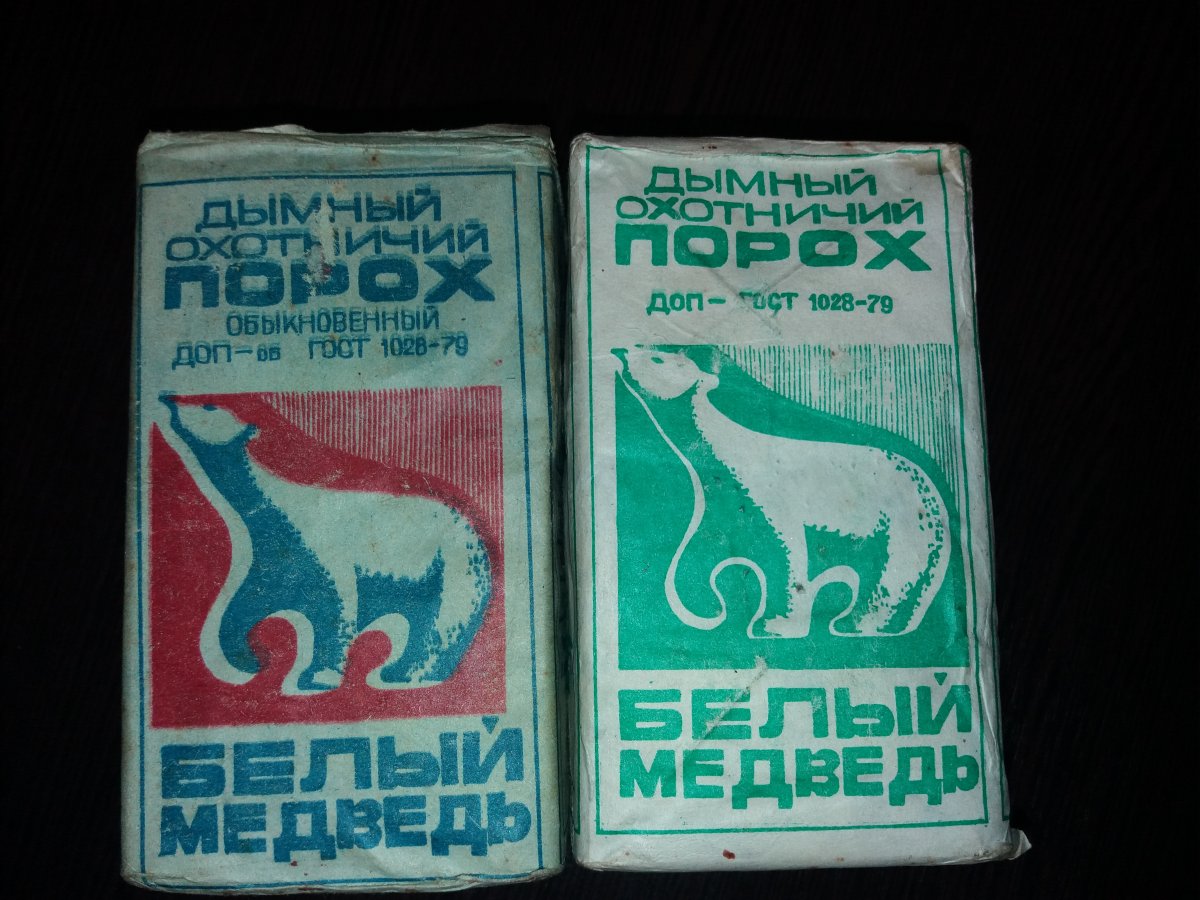 ДЫМНЫЙ
ОХОТНИЧИЙ
ПОРОХ
ОБЫКНОВЕННЫЙ
ДОП-ОБ ГОСТ 1028-79
БЕЛЫЙ
МЕДВЕДЬ
ДЫМНЫЙ
ОХОТНИЧИЙ
ПОРОХ
ДОП- ГОСТ 1028-79
БЕЛЫЙ
МЕДВЕДЬ